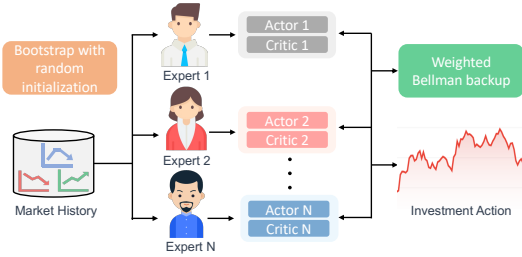 Bootstrap with
random
initialization
Market History
Expert 1
Actor 1
Critic 1
Expert 2
Actor 2
Critic 2
Expert N
Actor N
Critic N
Weighted
Bellman backup
Investment Action